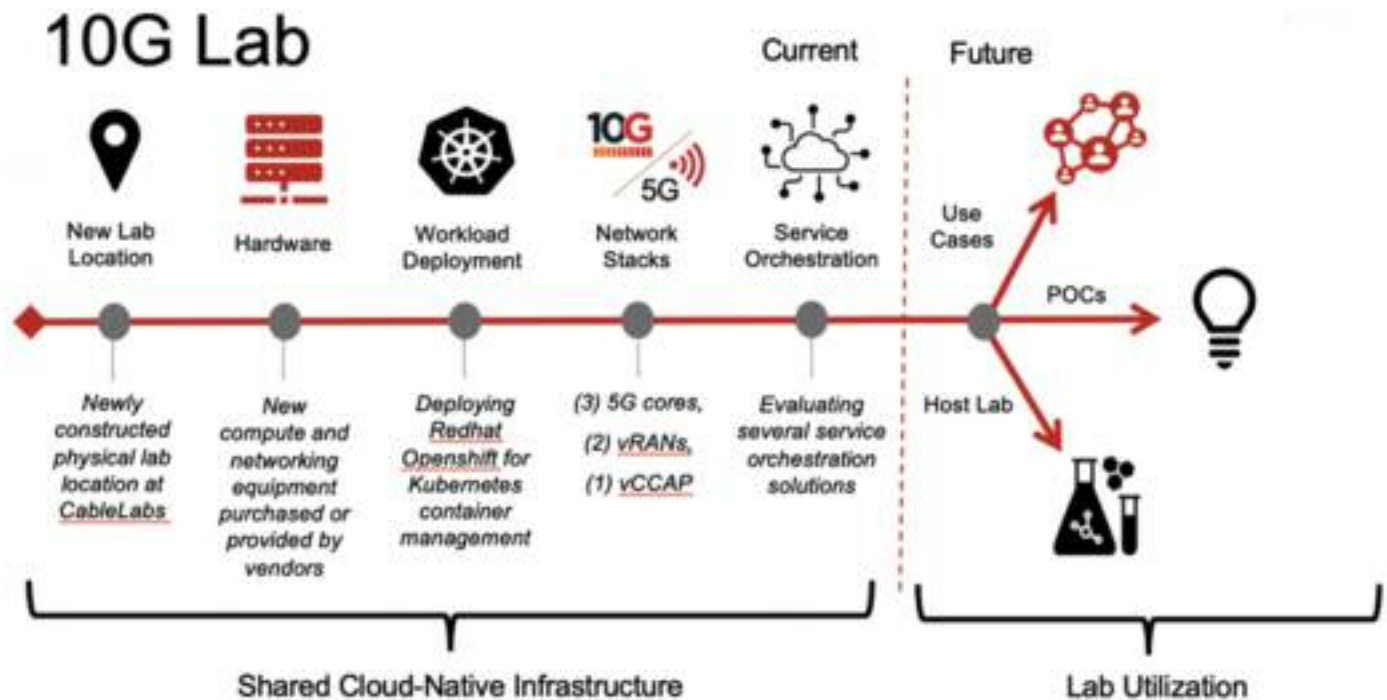 10G Lab
Current
Future
10G
5G
New Lab
Location
Hardware
Workload
Deployment
Network
Stacks
Service
Orchestration
Use
Cases
POCs
Host Lab
Newly
constructed
physical lab
location at
CableLabs
New
compute and
networking
equipment
purchased or
provided by
vendors
Deploying
Redhat
Openshift for
Kubernetes
container
management
(3) 5G cores,
(2) vRANs,
(1) vCCAP
Evaluating
several service
orchestration
solutions
Shared Cloud-Native Infrastructure
Lab Utilization